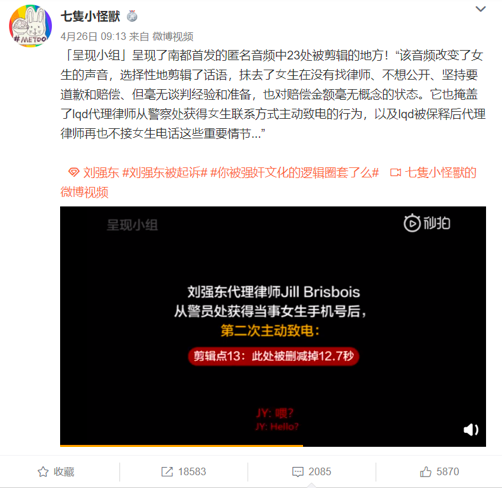 七隻小怪獸
#METOO
4月26日 09:13 来自 微博视频
「呈现小组」呈现了南都首发的匿名音频中23处被剪辑的地方！“该音频改变了女
生的声音，选择性地剪辑了话语，抹去了女生在没有找律师、不想公开、坚持要
道歉和赔偿、但毫无谈判经验和准备，也对赔偿金额毫无概念的状态。它也掩盖
了lqd代理律师从警察处获得女生联系方式主动致电的行为，以及lqd被保释后代理
律师再也不接女生电话这些重要情节...”
刘强东 #刘强东被起诉# #你被强奸文化的逻辑圈套了么# 七隻小怪獸的
微博视频
呈现小组
秒拍
刘强东代理律师Jill Brisbois
从警员处获得当事女生手机号后，
第二次主动致电：
剪辑点13：此处被删减掉12.7秒
JY: 喂?
JY: Hello?
收藏
18583
2085
5870